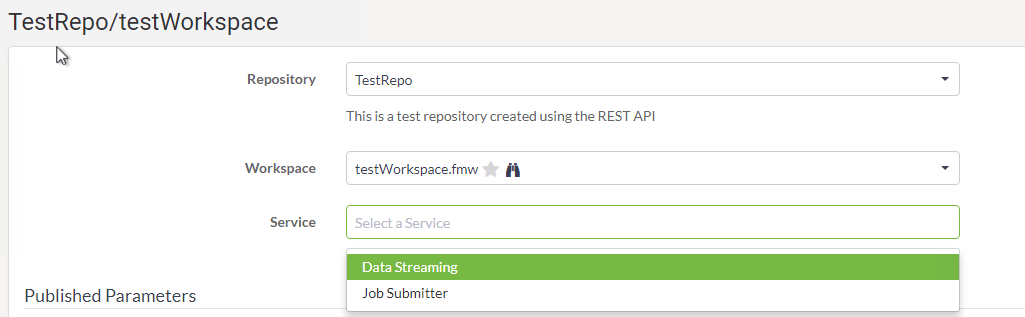 TestRepo/testWorkspace
Repository
TestRepo
This is a test repository created using the REST API
Workspace
testWorkspace.fmw
Service
Select a Service
Data Streaming
Job Submitter
Published Parameters